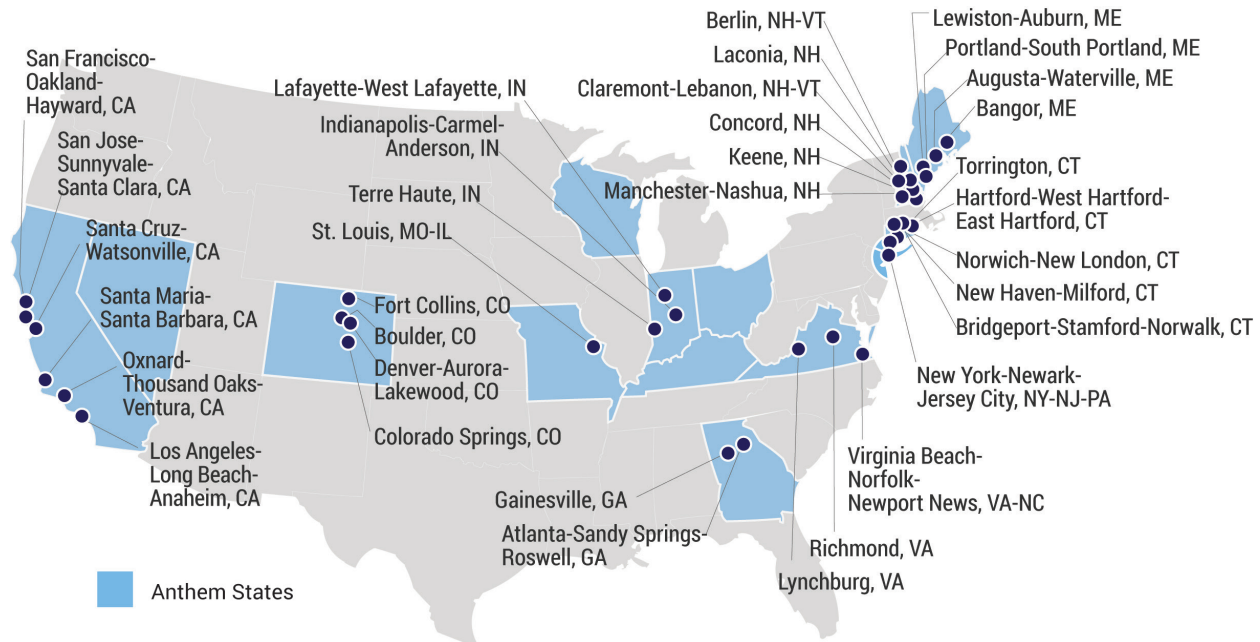 San Francisco-
Oakland-
Hayward, CA
San Jose-
Sunnyvale-
Santa Clara, CA
Santa Cruz-
Watsonville, CA
Santa Maria-
Santa Barbara, CA
Oxnard-
Thousand Oaks-
Ventura, CA
Los Angeles-
Long Beach-
Anaheim, CA
Lafayette-West Lafayette, IN
Indianapolis-Carmel-
Anderson, IN
Terre Haute, IN
St. Louis, MO-IL
Fort Collins, CO
Boulder, CO
Denver-Aurora-
Lakewood, CO
Colorado Springs, CO
Gainesville, GA
Atlanta-Sandy Springs-
Roswell, GA
Berlin, NH-VT
Laconia, NH
Claremont-Lebanon, NH-VT
Concord, NH
Keene, NH
Manchester-Nashua, NH
Lewiston-Auburn, ME
Portland-South Portland, ME
Augusta-Waterville, ME
Bangor, ME
Torrington, CT
Hartford-West Hartford-
East Hartford, CT
Norwich-New London, CT
New Haven-Milford, CT
Bridgeport-Stamford-Norwalk, CT
New York-Newark-
Jersey City, NY-NJ-PA
Virginia Beach-
Norfolk-
Newport News, VA-NC
Richmond, VA
Lynchburg, VA
Anthem States